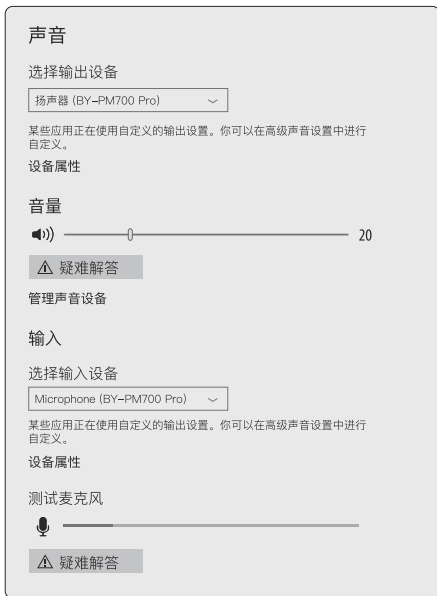 声音
选择输出设备
扬声器 (BY-PM700 Pro)
某些应用正在使用自定义的输出设置。你可以在高级声音设置中进行
自定义。
设备属性
音量
20
疑难解答
管理声音设备
输入
选择输入设备
Microphone (BY-PM700 Pro)
某些应用正在使用自定义的输出设置。你可以在高级声音设置中进行
自定义。
设备属性
测试麦克风
疑难解答